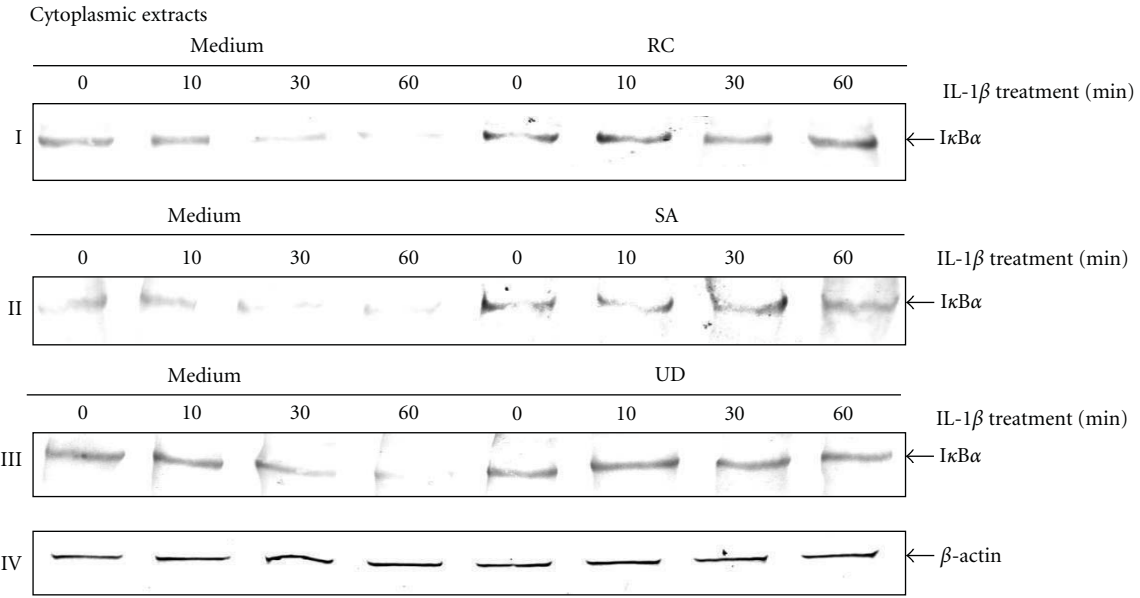 Cytoplasmic extracts
Medium RC
0 10 30 60 0 10 30 60 IL-1β treatment (min)
I ← IκBα
Medium SA
0 10 30 60 0 10 30 60 IL-1β treatment (min)
II ← IκBα
Medium UD
0 10 30 60 0 10 30 60 IL-1β treatment (min)
III ← IκBα
IV ← β-actin